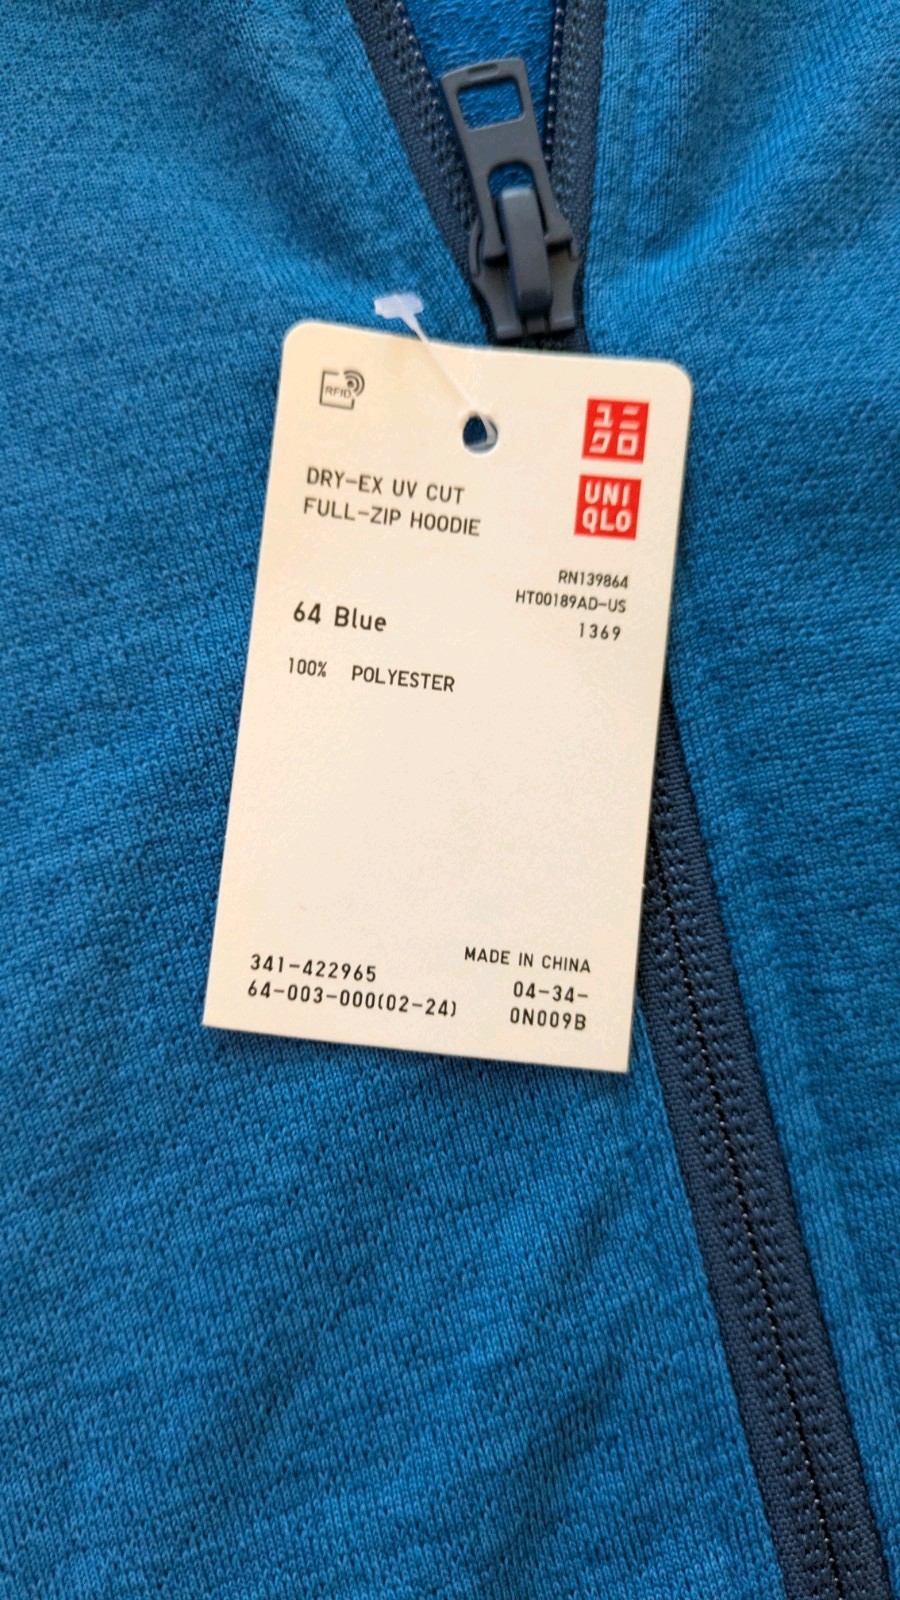 RFID
ユニ
クロ
UNI
QLO
DRY-EX UV CUT
FULL-ZIP HOODIE
RN139864
HT00189AD-US
1369
64 Blue
100% POLYESTER
341-422965
64-003-000(02-24)
MADE IN CHINA
04-34-
0N009B